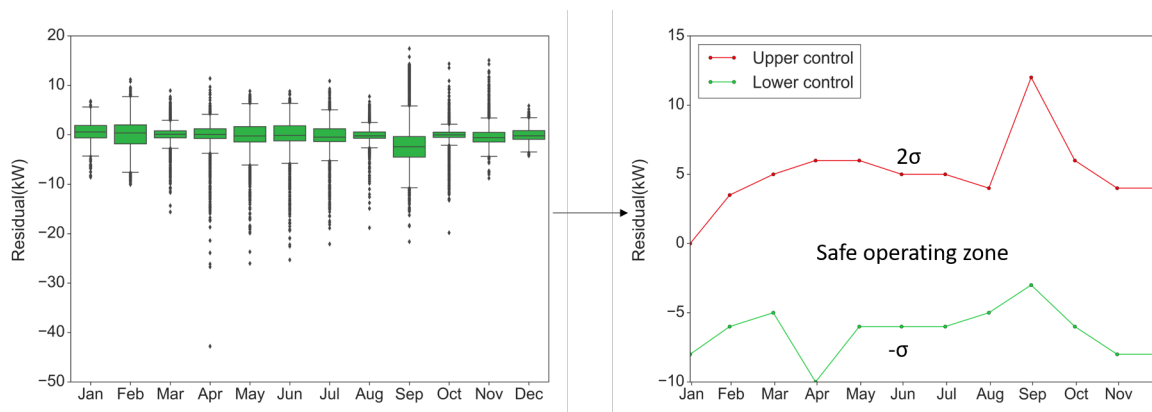 20
10
0
−10
−20
−30
−40
−50
Residual(kW)
Jan Feb Mar Apr May Jun Jul Aug Sep Oct Nov Dec
15
10
5
0
−5
−10
Residual(kW)
Upper control
Lower control
2σ
Safe operating zone
-σ
Jan Feb Mar Apr May Jun Jul Aug Sep Oct Nov